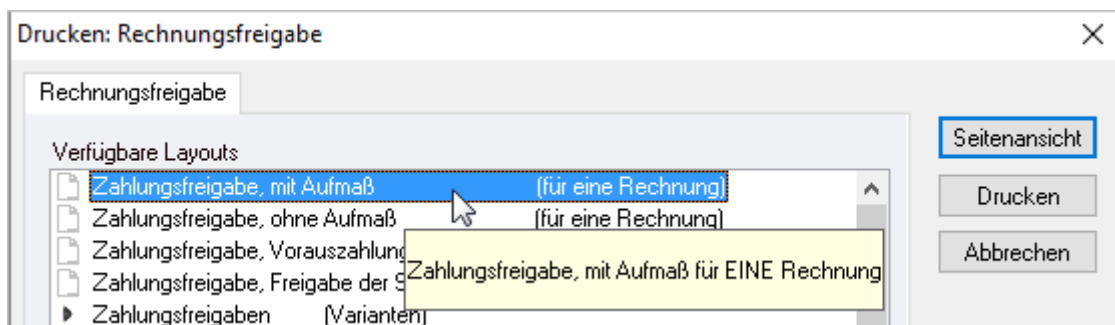 Drucken: Rechnungsfreigabe
Rechnungsfreigabe
Verfügbare Layouts
Zahlungsfreigabe, mit Aufmaß (für eine Rechnung)
Zahlungsfreigabe, ohne Aufmaß (für eine Rechnung)
Zahlungsfreigabe, Vorauszahlung
Zahlungsfreigabe, Freigabe der S
Zahlungsfreigabe, mit Aufmaß für EINE Rechnung
Zahlungsfreigaben (Varianten)
Seitenansicht
Drucken
Abbrechen